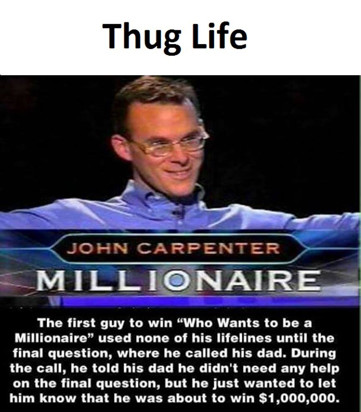 Thug Life
JOHN CARPENTER
MILLIONAIRE
The first guy to win “Who Wants to be a
Millionaire” used none of his lifelines until the
final question, where he called his dad. During
the call, he told his dad he didn't need any help
on the final question, but he just wanted to let
him know that he was about to win $1,000,000.